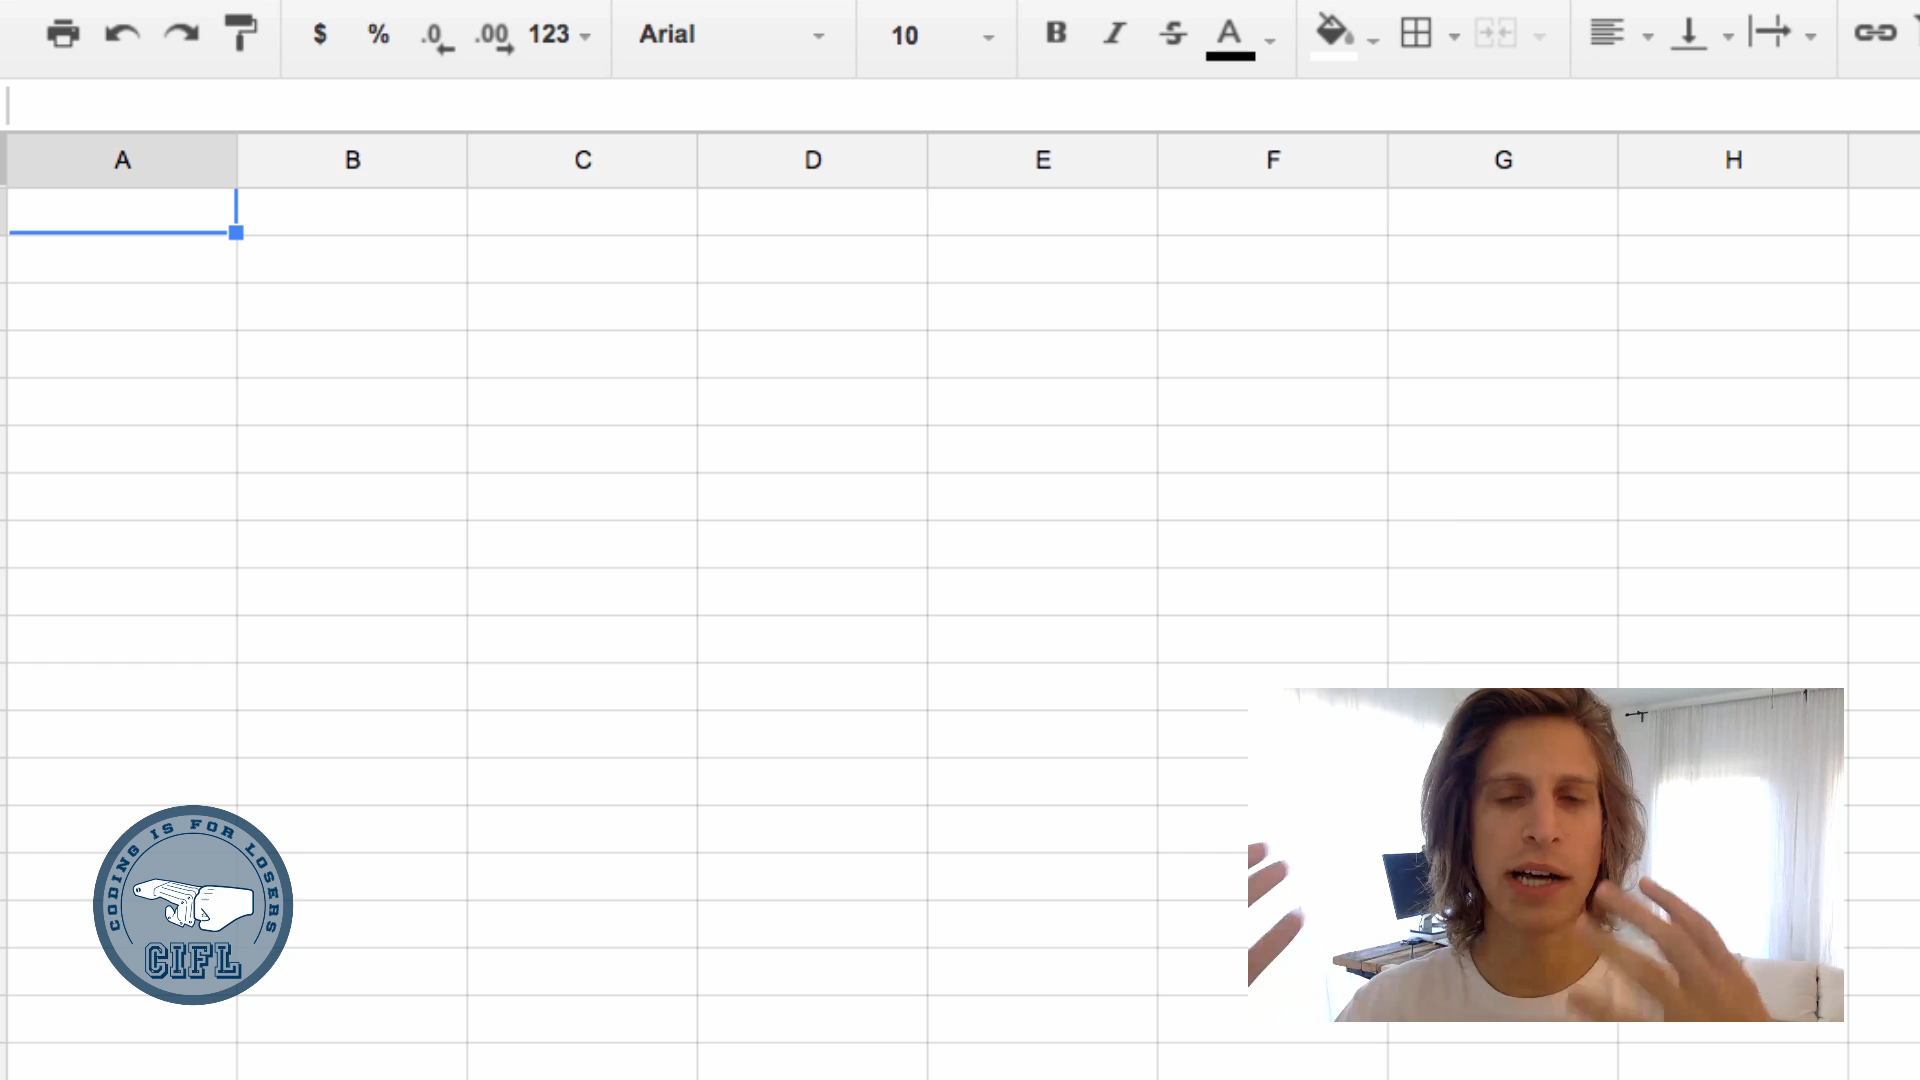 $ % .0 .00 123 Arial 10 B I S A
A B C D E F G H
CODING IS FOR LOSERS
CIFL